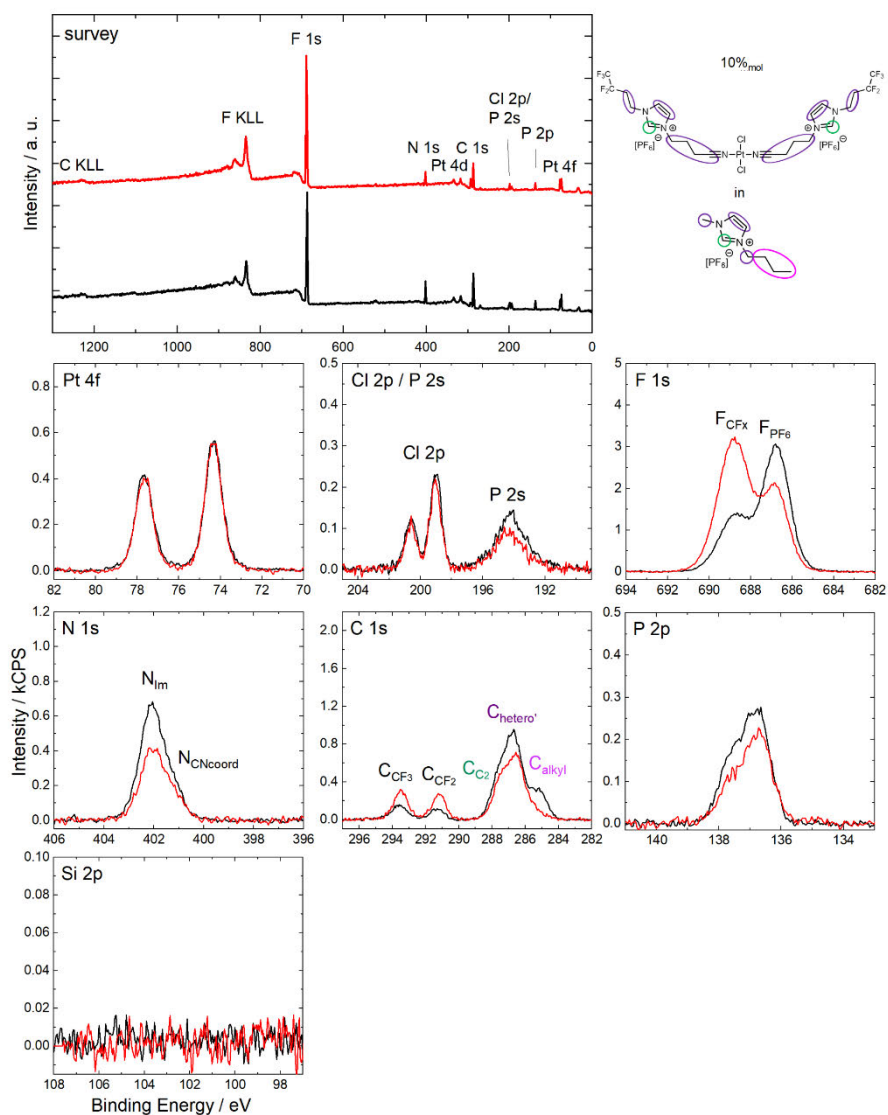 survey
F 1s
F KLL
C KLL
N 1s
Pt 4d
C 1s
Cl 2p/
P 2s
P 2p
Pt 4f
Intensity / a. u.
1200 1000 800 600 400 200 0
10%mol
CF3
F2C
N
N
⊕
[PF6]⊖
N
Pt
Cl
Cl
N
CF3
CF2
N
N
⊕
[PF6]⊖
in
N
N
⊕
[PF6]⊖
Pt 4f
0.8
0.6
0.4
0.2
0.0
82 80 78 76 74 72 70
Cl 2p / P 2s
Cl 2p
P 2s
0.5
0.4
0.3
0.2
0.1
0.0
204 200 196 192
F 1s
FCFx
FPF6
5
4
3
2
1
0
694 692 690 688 686 684 682
Intensity / kCPS
N 1s
NIm
NCNcoord
1.2
1.0
0.8
0.6
0.4
0.2
0.0
406 404 402 400 398 396
C 1s
CCF3
CCF2
CC2
Chetero'
Calkyl
2.0
1.6
1.2
0.8
0.4
0.0
296 294 292 290 288 286 284 282
P 2p
0.5
0.4
0.3
0.2
0.1
0.0
140 138 136 134
Si 2p
0.10
0.08
0.06
0.04
0.02
0.00
108 106 104 102 100 98
Binding Energy / eV